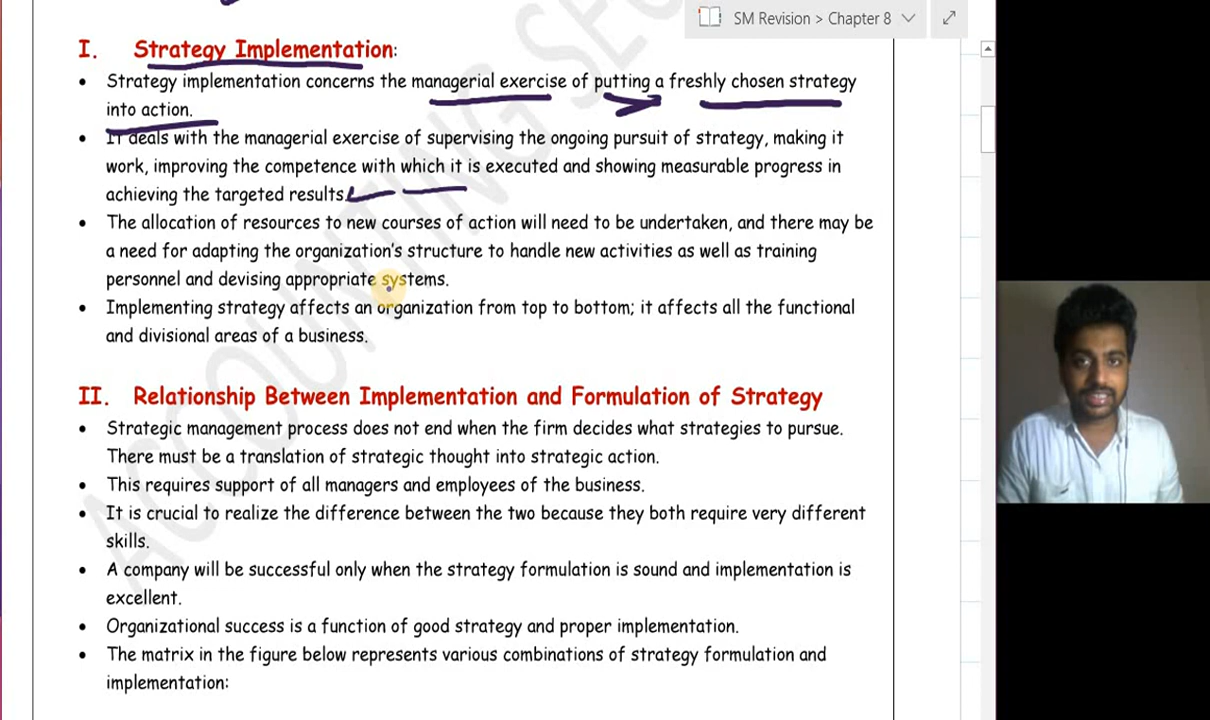 SM Revision > Chapter 8
I. Strategy Implementation:
• Strategy implementation concerns the managerial exercise of putting a freshly chosen strategy
into action.
• It deals with the managerial exercise of supervising the ongoing pursuit of strategy, making it
work, improving the competence with which it is executed and showing measurable progress in
achieving the targeted results.
• The allocation of resources to new courses of action will need to be undertaken, and there may be
a need for adapting the organization's structure to handle new activities as well as training
personnel and devising appropriate systems.
• Implementing strategy affects an organization from top to bottom; it affects all the functional
and divisional areas of a business.
II. Relationship Between Implementation and Formulation of Strategy
• Strategic management process does not end when the firm decides what strategies to pursue.
There must be a translation of strategic thought into strategic action.
• This requires support of all managers and employees of the business.
• It is crucial to realize the difference between the two because they both require very different
skills.
• A company will be successful only when the strategy formulation is sound and implementation is
excellent.
• Organizational success is a function of good strategy and proper implementation.
• The matrix in the figure below represents various combinations of strategy formulation and
implementation:
ACCOUNTING SE